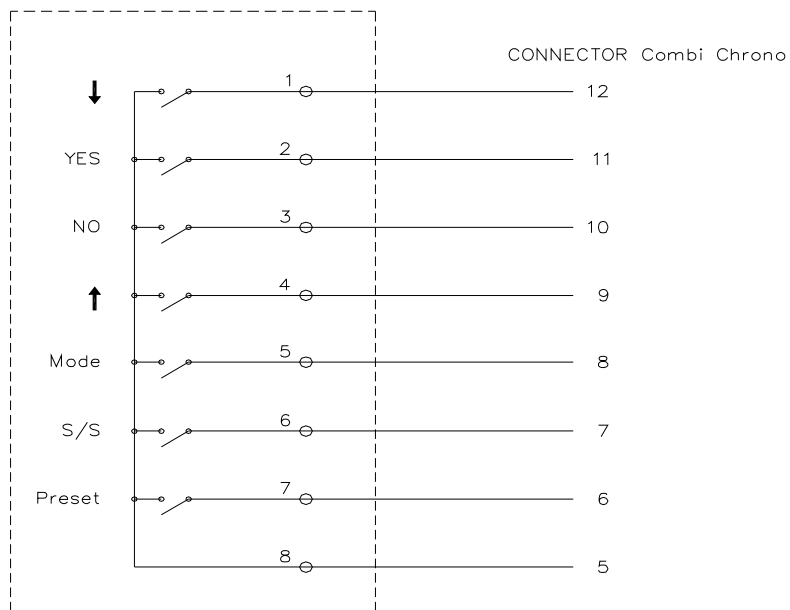 CONNECTOR Combi Chrono
1 12
YES 2 11
NO 3 10
4 9
Mode 5 8
S/S 6 7
Preset 7 6
8 5